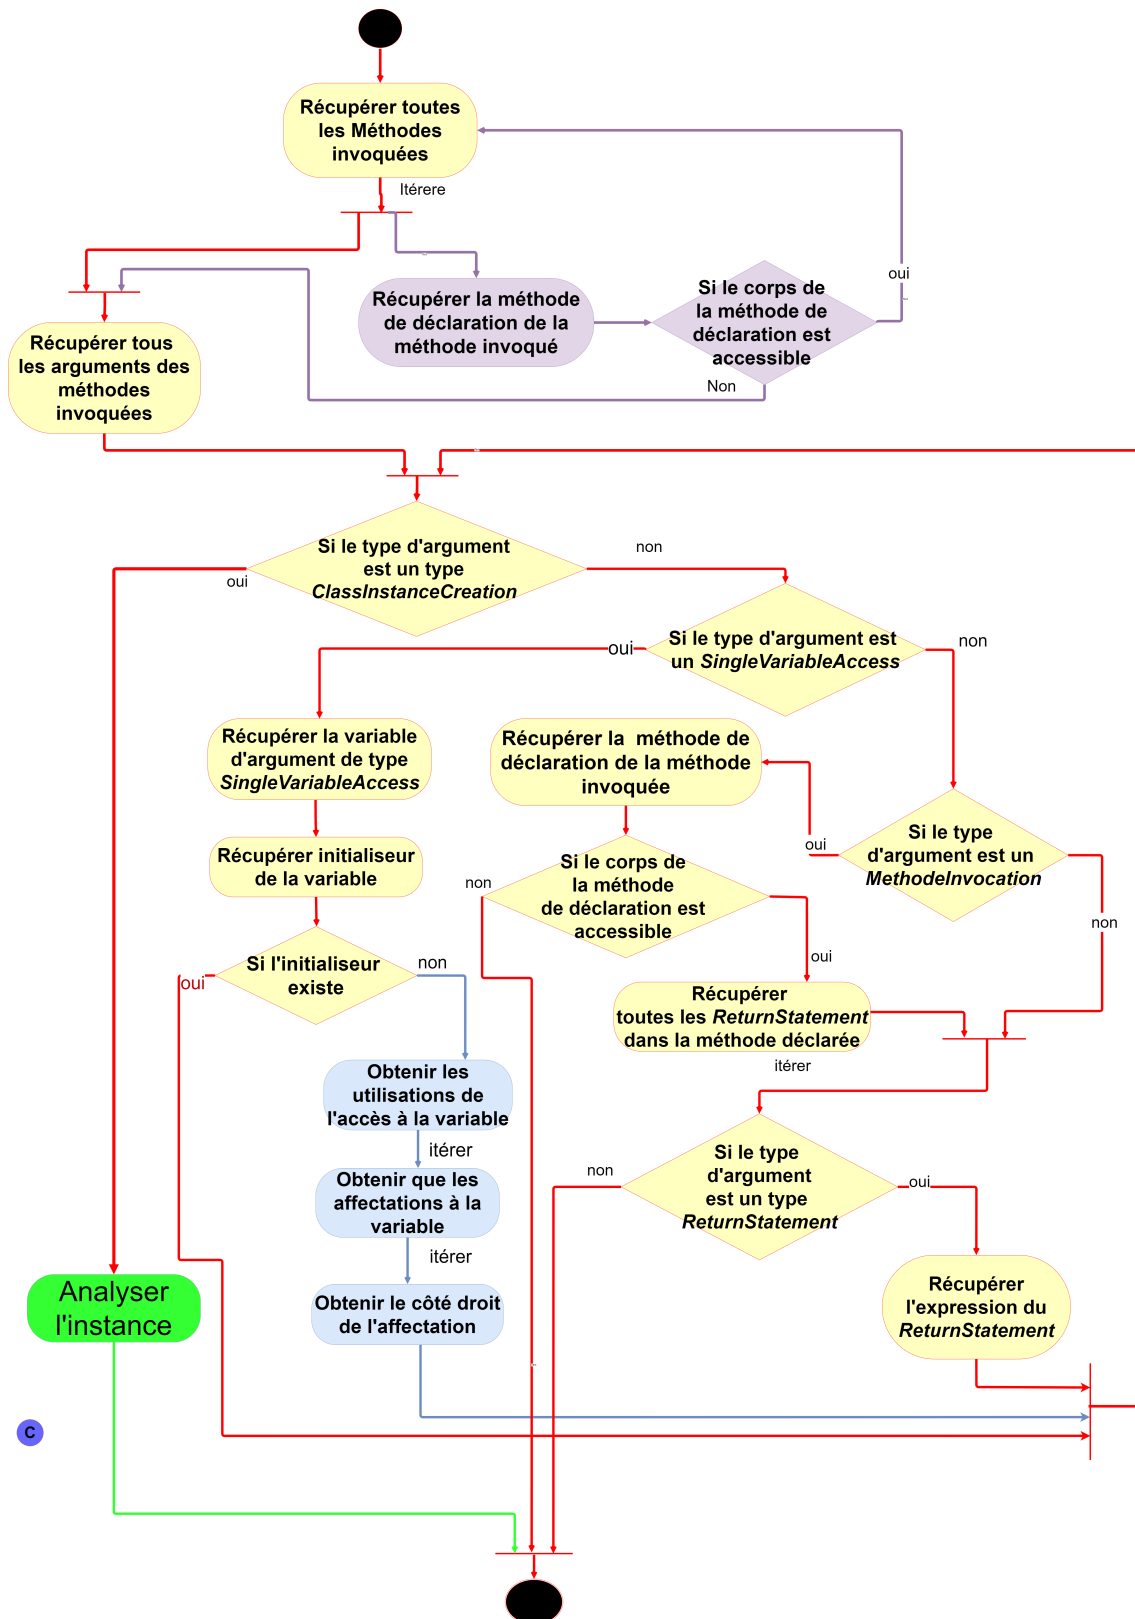 Récupérer toutes
les Méthodes
invoquées
Itérere
oui
Récupérer la méthode
de déclaration de la
méthode invoqué
Si le corps de
la méthode de
déclaration est
accessible
Non
Récupérer tous
les arguments des
méthodes
invoquées
Si le type d'argument
est un type
ClassInstanceCreation
non
oui
Si le type d'argument est
un SingleVariableAccess
non
oui
Récupérer la variable
d'argument de type
SingleVariableAccess
Récupérer la méthode de
déclaration de la méthode
invoquée
Si le type
d'argument est un
MethodeInvocation
oui
non
Récupérer initialiseur
de la variable
Si le corps de
la méthode
de déclaration est
accessible
non
oui
Si l'initialiseur
existe
non
oui
Récupérer
toutes les ReturnStatement
dans la méthode déclarée
itérer
Obtenir les
utilisations de
l'accès à la variable
itérer
Si le type
d'argument
est un type
ReturnStatement
non
oui
Obtenir que les
affectations à la
variable
itérer
Analyser
l'instance
Obtenir le côté droit
de l'affectation
Récupérer
l'expression du
ReturnStatement
C